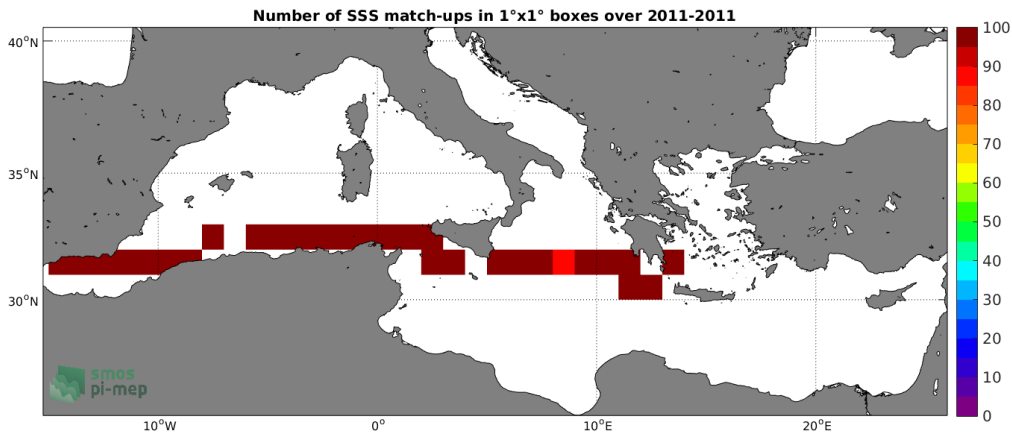 Number of SSS match-ups in 1°x1° boxes over 2011-2011
40°N
35°N
30°N
10°W
0°
10°E
20°E
100
90
80
70
60
50
40
30
20
10
0
smos
pi-mep